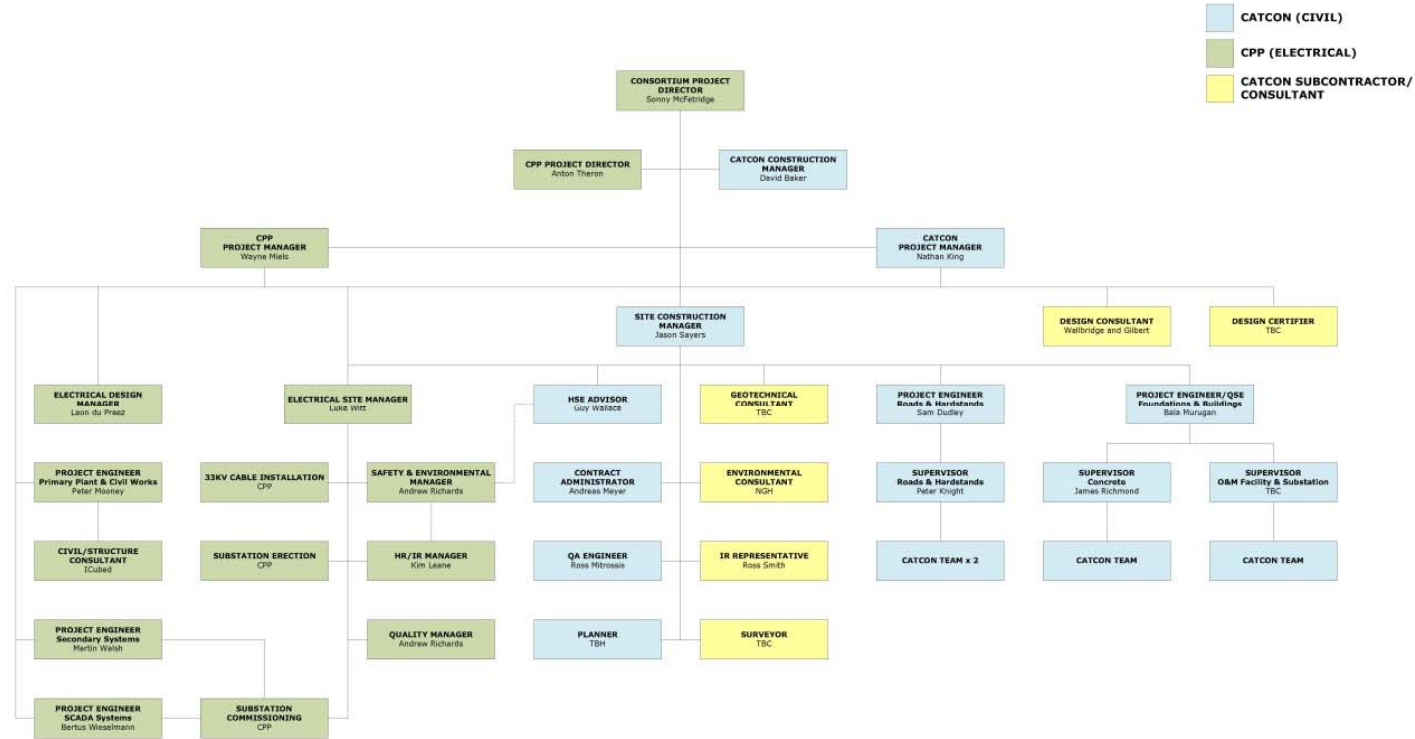 CATCON (CIVIL)
CPP (ELECTRICAL)
CATCON SUBCONTRACTOR/
CONSULTANT
CONSORTIUM PROJECT
DIRECTOR
Sonny McFetridge
CPP PROJECT DIRECTOR
Anton Theron
CATCON CONSTRUCTION
MANAGER
David Baker
CPP
PROJECT MANAGER
Wayne Miels
CATCON
PROJECT MANAGER
Nathan King
SITE CONSTRUCTION
MANAGER
Jason Sayers
DESIGN CONSULTANT
Wallbridge and Gilbert
DESIGN CERTIFIER
TBC
ELECTRICAL DESIGN
MANAGER
Leon du Preez
ELECTRICAL SITE MANAGER
Luke Witt
HSE ADVISOR
Guy Wallace
GEOTECHNICAL
CONSULTANT
TBC
PROJECT ENGINEER
Roads & Hardstands
Sam Dudley
PROJECT ENGINEER/QSE
Foundations & Buildings
Bala Murugan
PROJECT ENGINEER
Primary Plant & Civil Works
Peter Mooney
33KV CABLE INSTALLATION
CPP
SAFETY & ENVIRONMENTAL
MANAGER
Andrew Richards
CONTRACT
ADMINISTRATOR
Andreas Meyer
ENVIRONMENTAL
CONSULTANT
NGH
SUPERVISOR
Roads & Hardstands
Peter Knight
SUPERVISOR
Concrete
James Richmond
SUPERVISOR
O&M Facility & Substation
TBC
CIVIL/STRUCTURE
CONSULTANT
ICubed
SUBSTATION ERECTION
CPP
HR/IR MANAGER
Kim Leane
QA ENGINEER
Ross Mitrossis
IR REPRESENTATIVE
Ross Smith
CATCON TEAM x 2
CATCON TEAM
CATCON TEAM
PROJECT ENGINEER
Secondary Systems
Martin Walsh
QUALITY MANAGER
Andrew Richards
PLANNER
TBH
SURVEYOR
TBC
PROJECT ENGINEER
SCADA Systems
Bertus Wieselmann
SUBSTATION
COMMISSIONING
CPP